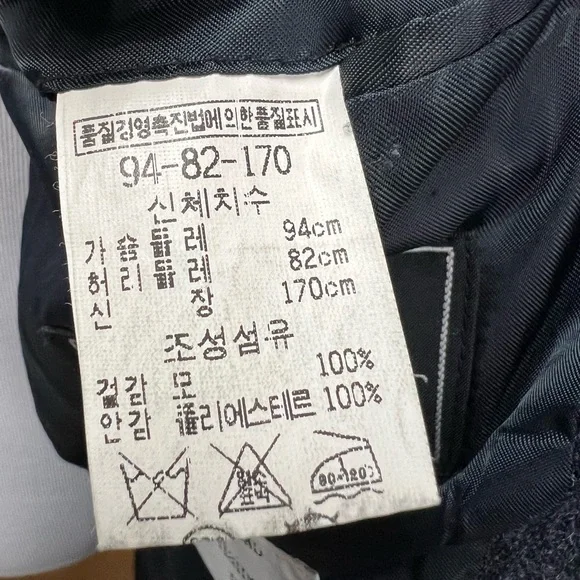 품질경영촉진법에의한품질표시
94-82-170
신체치수
가슴둘레 94cm
허리둘레 82cm
신장 170cm
조성섬유
겉감 모 100%
안감 폴리에스테르 100%